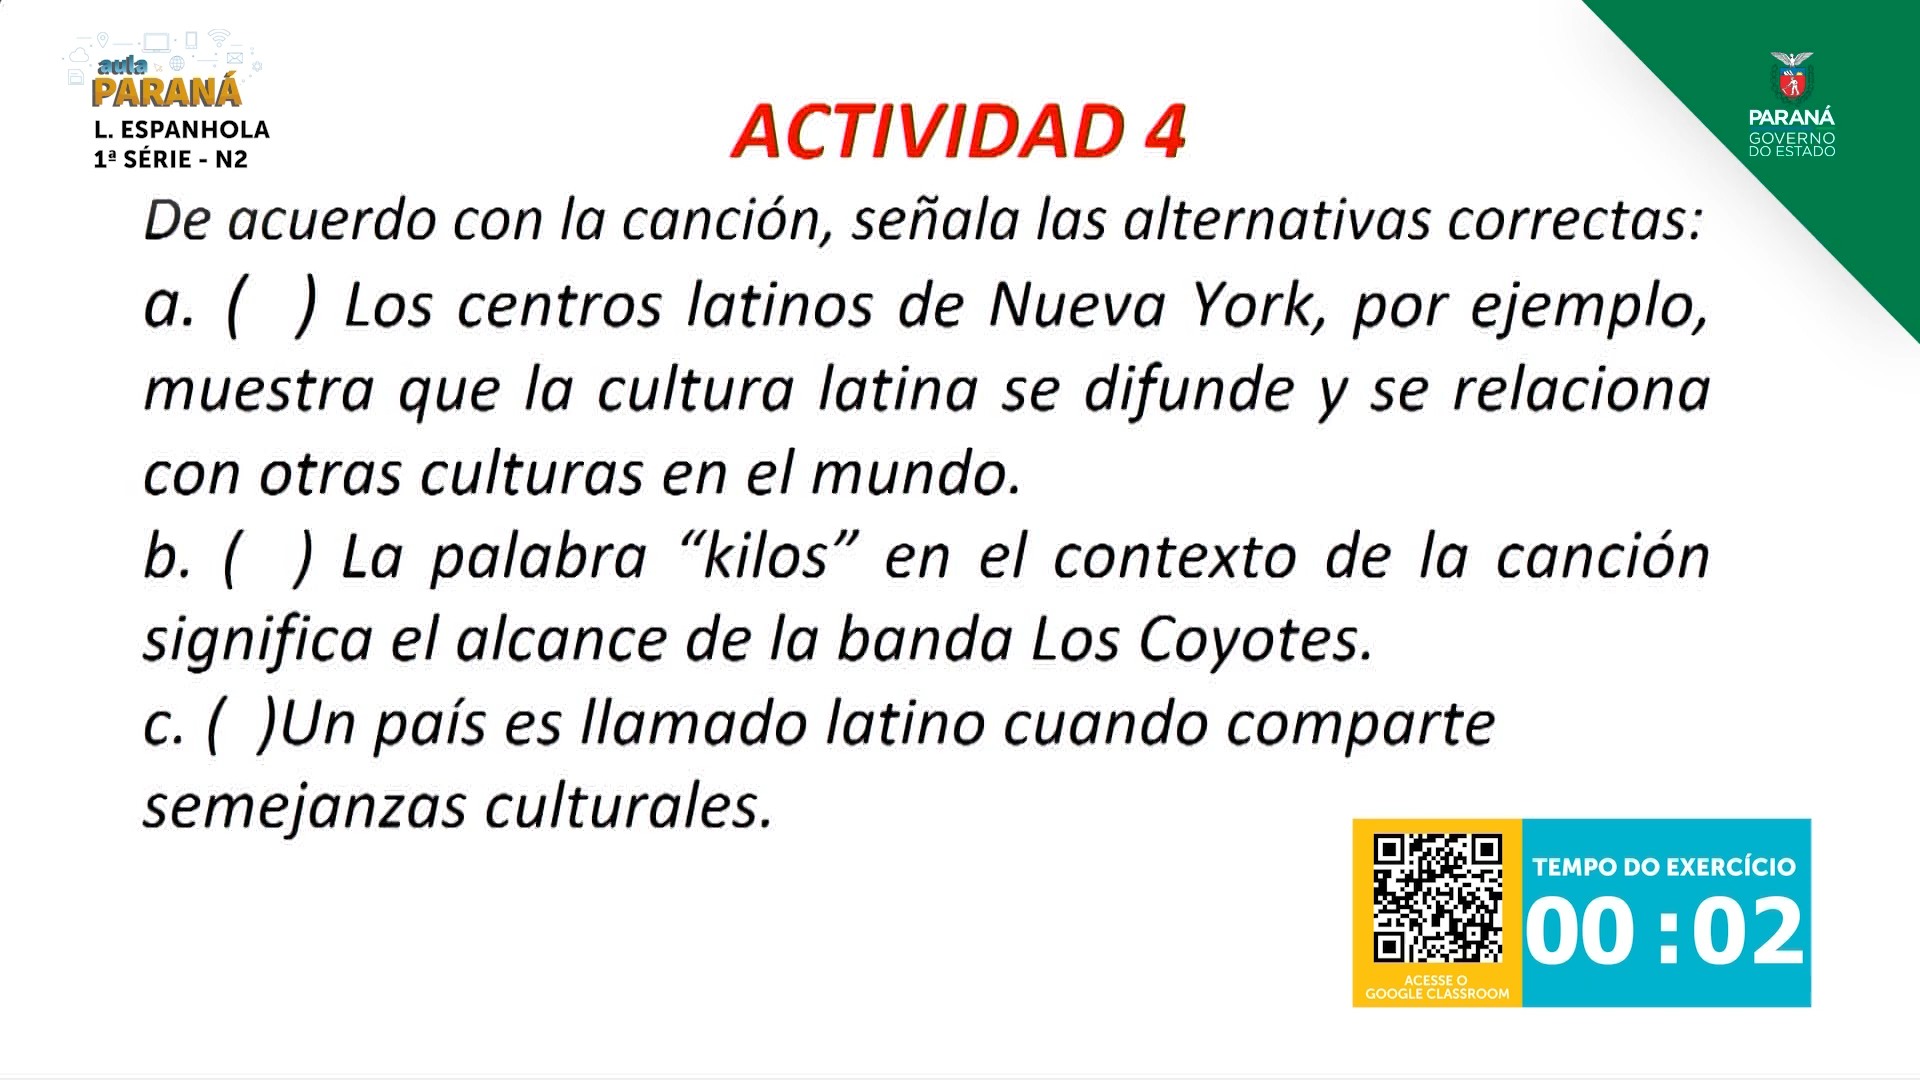 aula
PARANÁ
L. ESPANHOLA
1ª SÉRIE - N2
PARANÁ
GOVERNO
DO ESTADO
ACTIVIDAD 4
De acuerdo con la canción, señala las alternativas correctas:
a. (   ) Los centros latinos de Nueva York, por ejemplo,
muestra que la cultura latina se difunde y se relaciona
con otras culturas en el mundo.
b. (   ) La palabra “kilos” en el contexto de la canción
significa el alcance de la banda Los Coyotes.
c. (  )Un país es llamado latino cuando comparte
semejanzas culturales.
ACESSE O
GOOGLE CLASSROOM
TEMPO DO EXERCÍCIO
00 :02